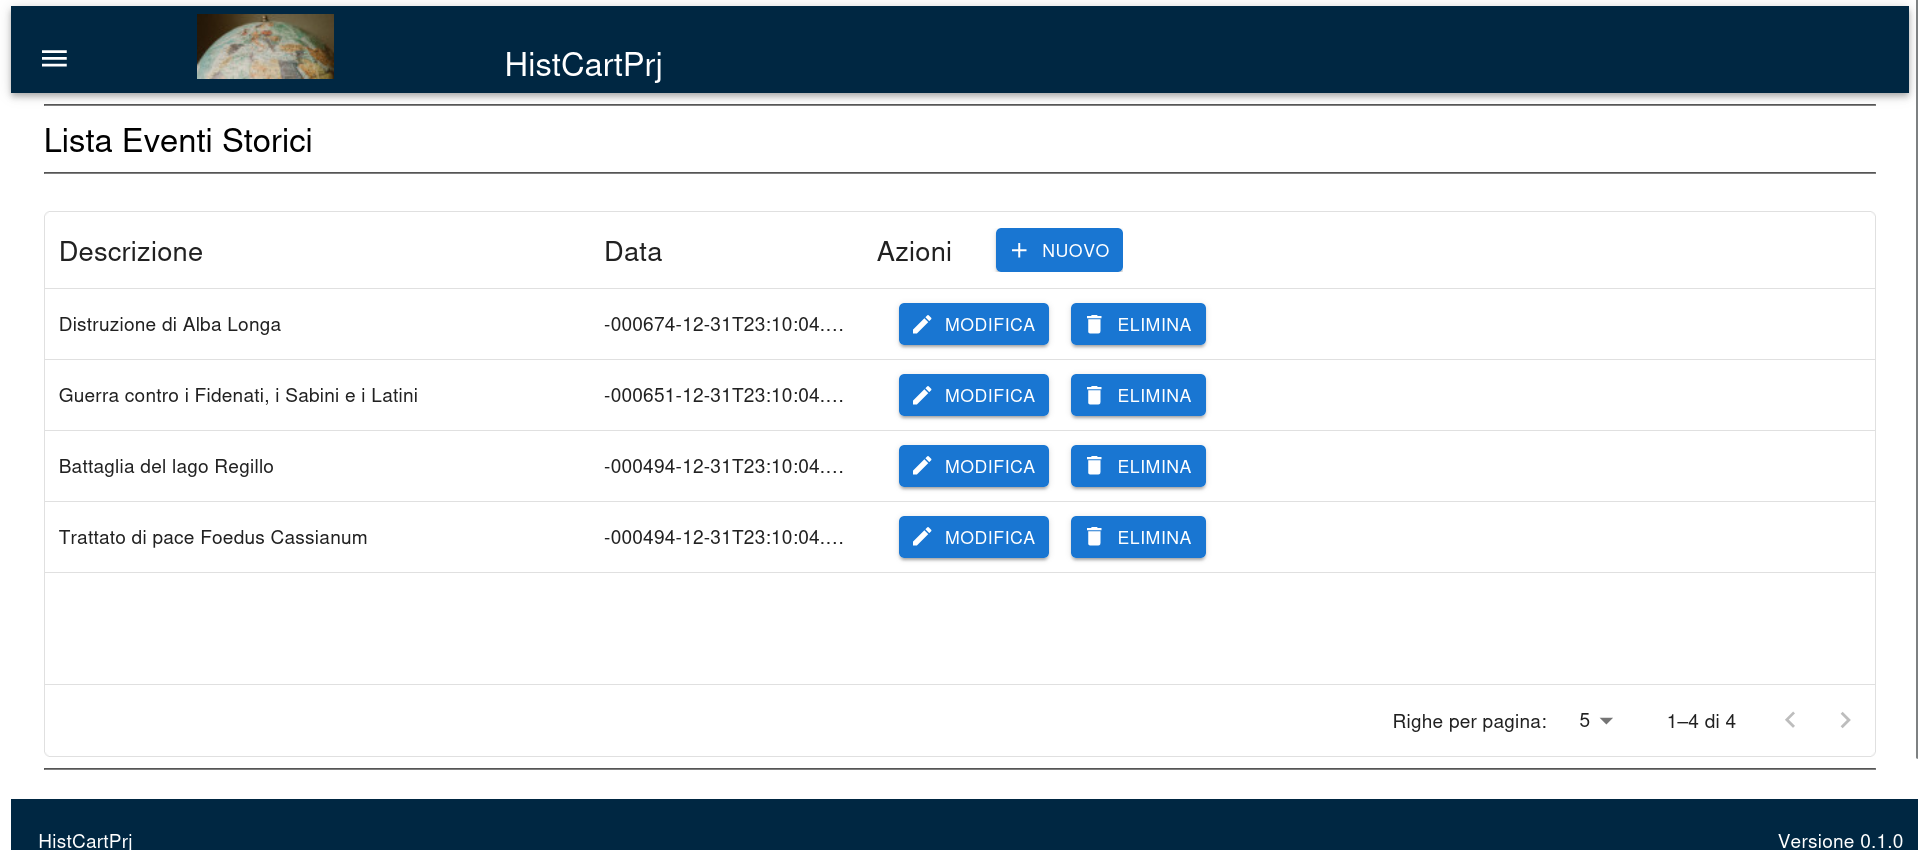 HistCartPrj
Lista Eventi Storici
Descrizione Data Azioni + NUOVO
Distruzione di Alba Longa -000674-12-31T23:10:04.... MODIFICA ELIMINA
Guerra contro i Fidenati, i Sabini e i Latini -000651-12-31T23:10:04.... MODIFICA ELIMINA
Battaglia del lago Regillo -000494-12-31T23:10:04.... MODIFICA ELIMINA
Trattato di pace Foedus Cassianum -000494-12-31T23:10:04.... MODIFICA ELIMINA
Righe per pagina: 5 1–4 di 4
HistCartPrj Versione 0.1.0